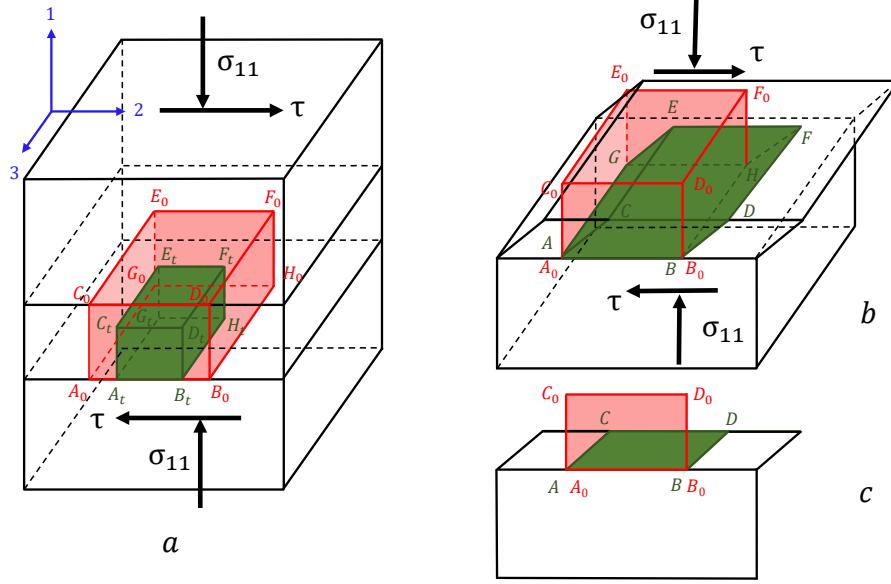 1
2
3
σ₁₁
τ
E₀
F₀
E_t
F_t
G₀
H₀
C₀
D₀
G_t
H_t
C_t
D_t
A₀
A_t
B_t
B₀
τ
σ₁₁
a
σ₁₁
τ
E₀
F₀
E
F
G
H
C₀
D₀
C
D
A
A₀
B
B₀
τ
σ₁₁
b
C₀
D₀
C
D
A
A₀
B
B₀
c